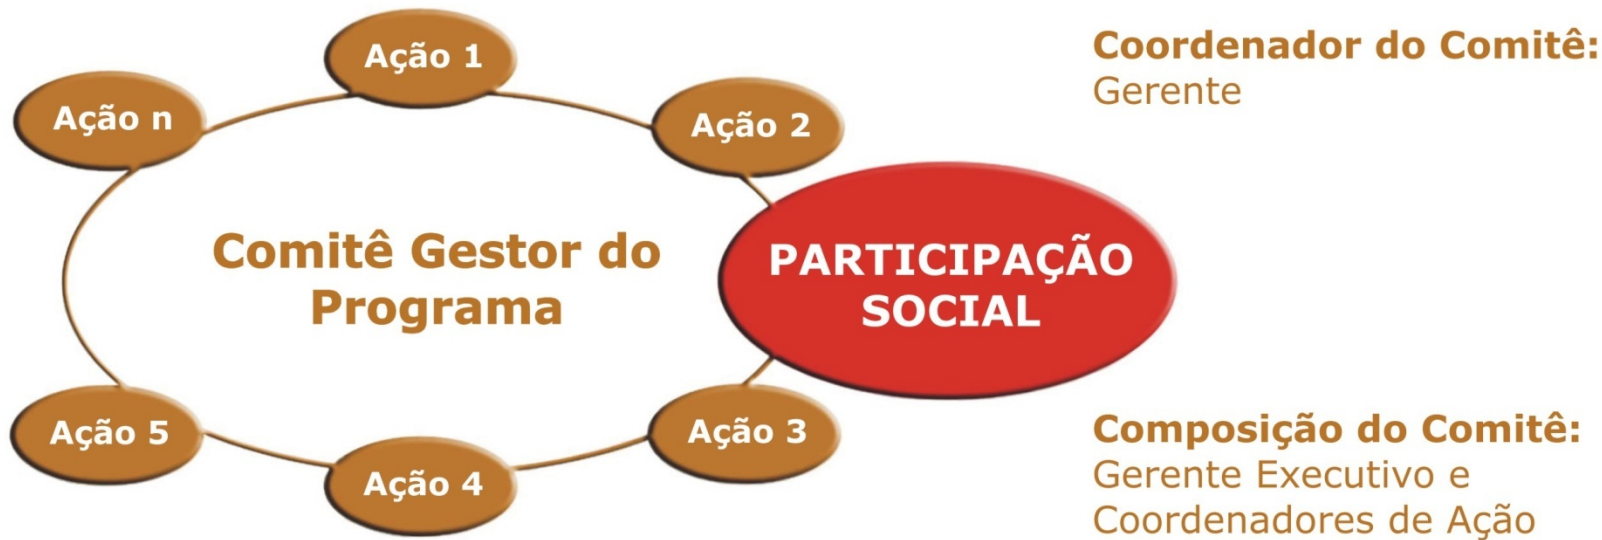 Ação 1
Ação n
Ação 2
Comitê Gestor do
Programa
PARTICIPAÇÃO
SOCIAL
Ação 5
Ação 3
Ação 4
Coordenador do Comitê:
Gerente
Composição do Comitê:
Gerente Executivo e
Coordenadores de Ação